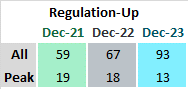 Regulation-Up
Dec-21 Dec-22 Dec-23
All 59 67 93
Peak 19 18 13